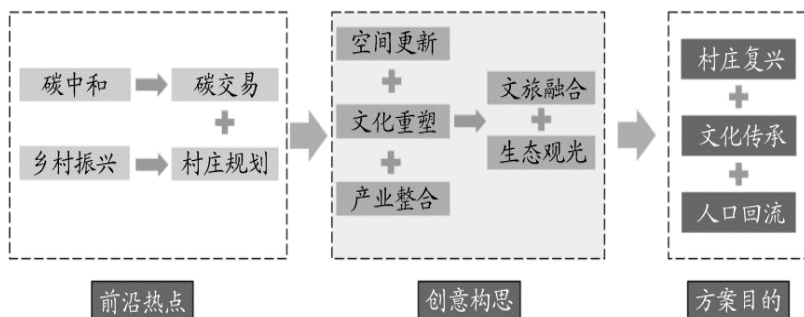 碳中和
碳交易
乡村振兴
村庄规划
前沿热点
空间更新
文化重塑
产业整合
文旅融合
生态观光
创意构思
村庄复兴
文化传承
人口回流
方案目的